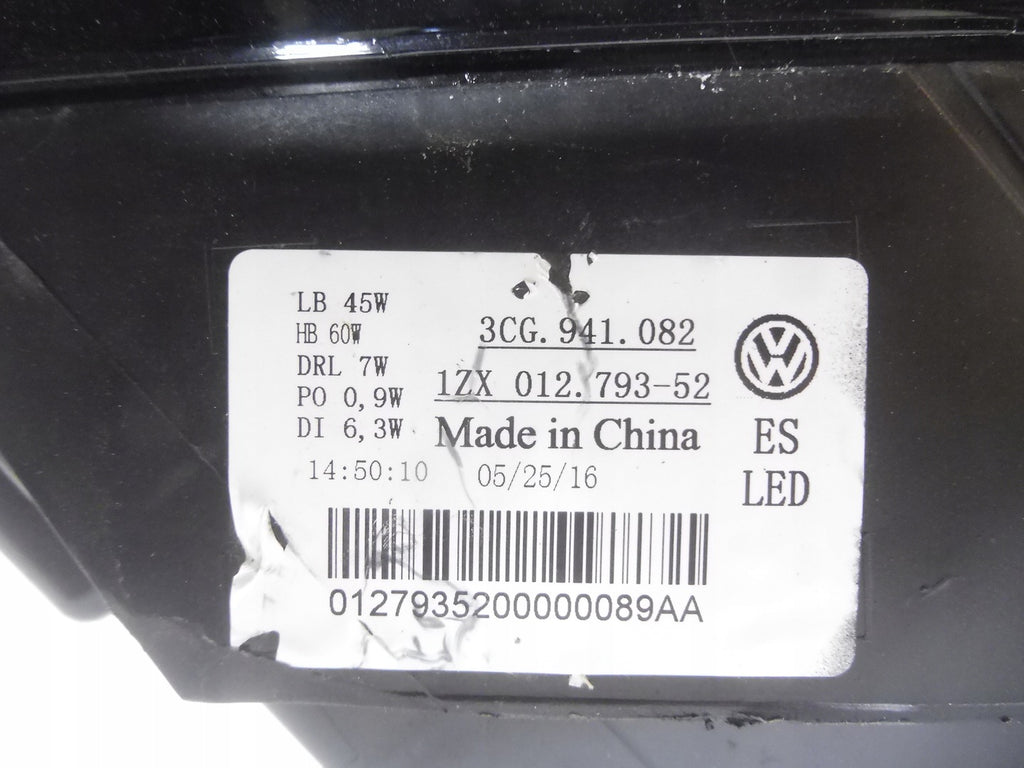 LB 45W
HB 60W
DRL 7W
PO 0,9W
DI 6,3W
3CG.941.082
1ZX 012.793-52
Made in China
14:50:10 05/25/16
ES
LED
0127935200000089AA